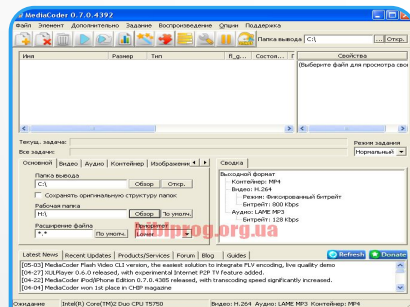 MediaCoder 0.7.0.4392
Файл Элемент Дополнительно Задание Воспроизведение Опции Поддержка
Папка вывода C:\ ... Откр.
Имя Размер Тип fl_g... Состоя... Г Свойства
(Выберите файл для просмотра свой
Текущ. задача:
Все задачи:
Режим задания
Нормальный
Основной Видео Аудио Контейнер Изображение Сводка
Папка вывода
C:\ Обзор Откр.
Сохранять оригинальную структуру папок
Рабочая папка
H:\ Обзор По умолч.
Расширение файла Приоритет
*.* По умолч. Lower
Выходной формат
Контейнер: MP4
Видео: H.264
Режим: Фиксированный битрейт
Битрейт: 800 Kbps
Аудио: LAME MP3
Битрейт: 128 Kbps
biblprog.org.ua
Latest News Recent Updates Products/Services Forum Blog Guides Refresh Donate
[05-03] MediaCoder Flash Video CLI version, the easiest solution to integrate FLV encoding, live quality demo
[04-27] XULPlayer 0.6.0 released, with experimental Internet P2P TV feature added.
[04-22] MediaCoder iPod/iPhone Edition 0.7.0.4385 released, with transcoding speed significantly increased.
[04-04] MediaCoder won 1st place in CHIP magazine
Ожидание Intel(R) Core(TM)2 Duo CPU T5750 Видео: H.264 Аудио: LAME MP3 Контейнер: MP4